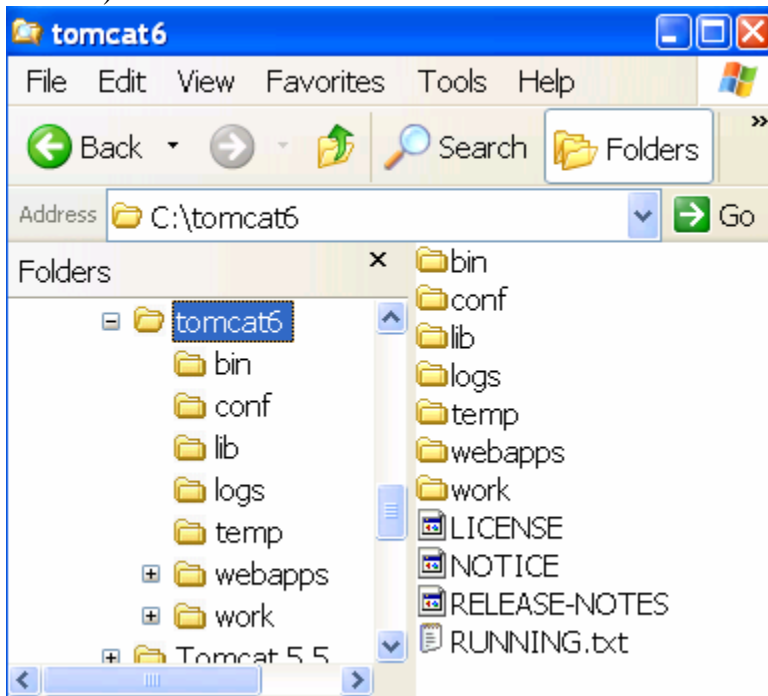 tomcat6
File Edit View Favorites Tools Help
Back Search Folders »
Address C:\tomcat6 Go
Folders
tomcat6
bin
conf
lib
logs
temp
webapps
work
Tomcat 5.5
bin
conf
lib
logs
temp
webapps
work
LICENSE
NOTICE
RELEASE-NOTES
RUNNING.txt